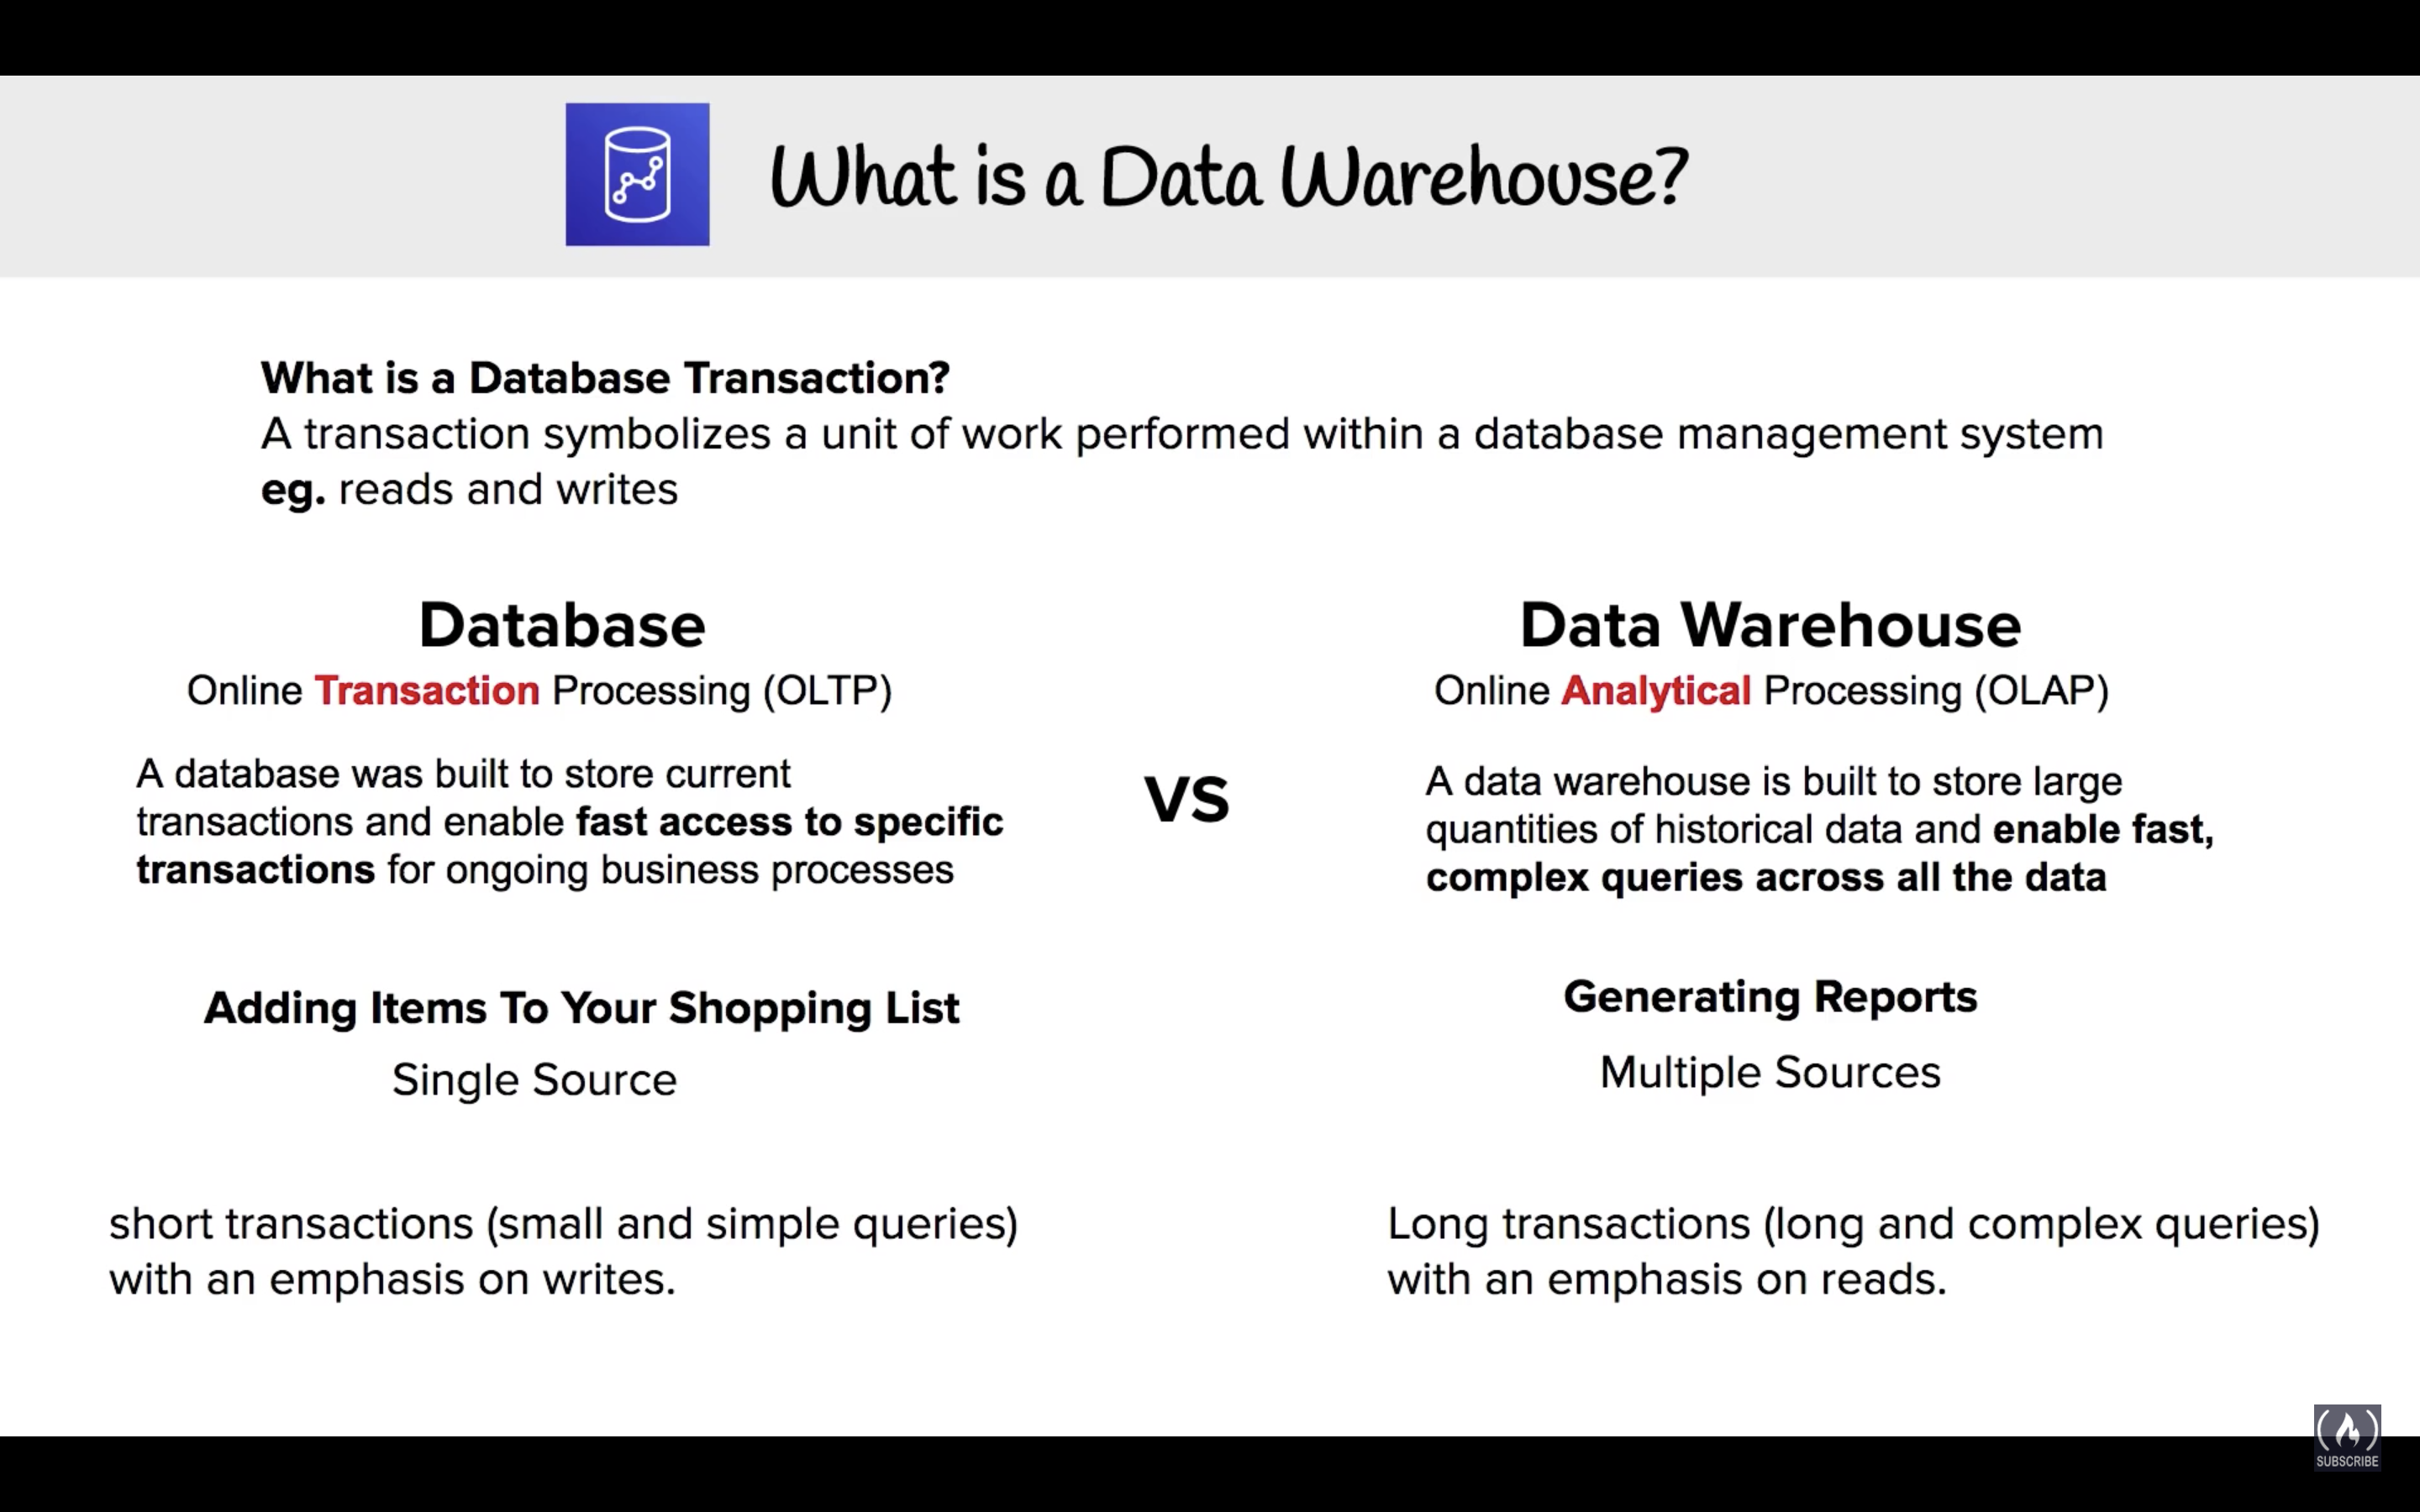 What is a Data Warehouse?
What is a Database Transaction?
A transaction symbolizes a unit of work performed within a database management system
eg. reads and writes
Database
Online Transaction Processing (OLTP)
A database was built to store current
transactions and enable fast access to specific
transactions for ongoing business processes
Adding Items To Your Shopping List
Single Source
short transactions (small and simple queries)
with an emphasis on writes.
VS
Data Warehouse
Online Analytical Processing (OLAP)
A data warehouse is built to store large
quantities of historical data and enable fast,
complex queries across all the data
Generating Reports
Multiple Sources
Long transactions (long and complex queries)
with an emphasis on reads.
SUBSCRIBE